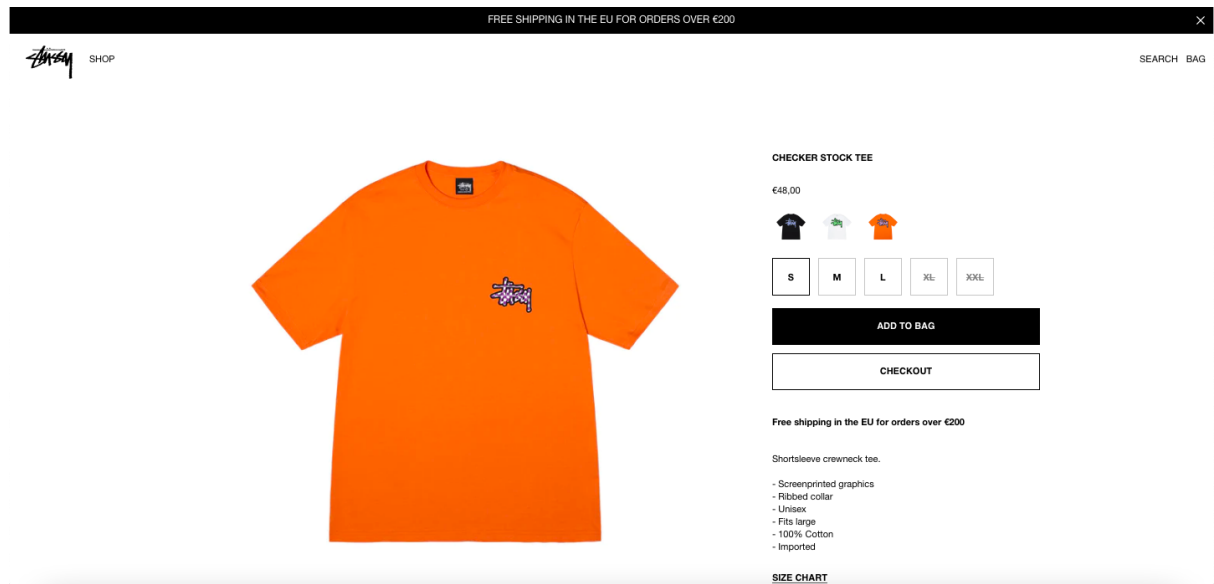 FREE SHIPPING IN THE EU FOR ORDERS OVER €200
Stüssy SHOP
SEARCH BAG
CHECKER STOCK TEE
€48,00
S M L XL XXL
ADD TO BAG
CHECKOUT
Free shipping in the EU for orders over €200
Shortsleeve crewneck tee.
- Screenprinted graphics
- Ribbed collar
- Unisex
- Fits large
- 100% Cotton
- Imported
SIZE CHART